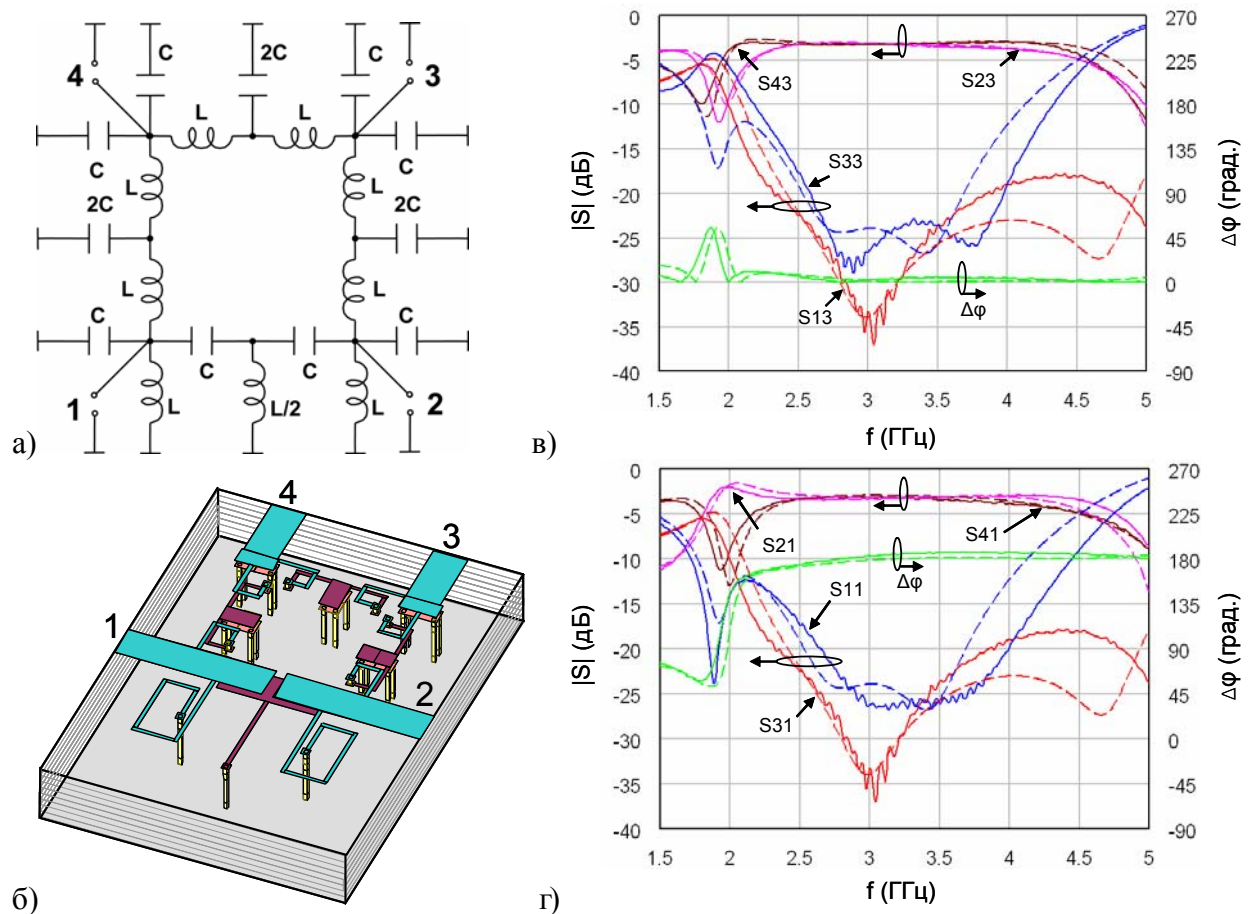 C 2C C
4 3
L L
C C
L L
2C 2C
L L
C C C C
1 L L/2 L 2
а)
0 270
-5 225
-10 180
-15 135
-20 90
-25 45
-30 0
-35 -45
-40 -90
|S| (дБ)
Δφ (град.)
S43 S23
S33
S13
Δφ
1.5 2 2.5 3 3.5 4 4.5 5
f (ГГц)
в)
4
3
1
2
б)
0 270
-5 225
-10 180
-15 135
-20 90
-25 45
-30 0
-35 -45
-40 -90
|S| (дБ)
Δφ (град.)
S21 S41
Δφ
S11
S31
1.5 2 2.5 3 3.5 4 4.5 5
f (ГГц)
г)